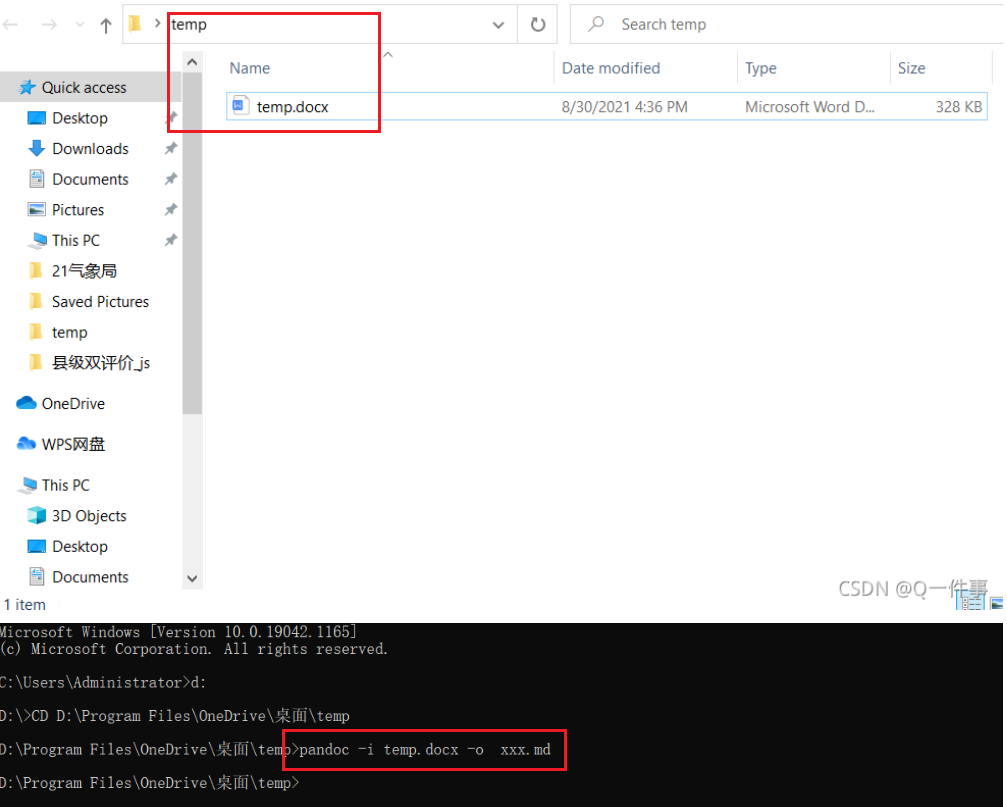 temp
Search temp
Name
Date modified
Type
Size
Quick access
temp.docx
8/30/2021 4:36 PM
Microsoft Word D...
328 KB
Desktop
Downloads
Documents
Pictures
This PC
21气象局
Saved Pictures
temp
县级双评价_js
OneDrive
WPS网盘
This PC
3D Objects
Desktop
Documents
CSDN @Q一件事
1 item
Microsoft Windows [Version 10.0.19042.1165]
(c) Microsoft Corporation. All rights reserved.
C:\Users\Administrator>d:
D:\>CD D:\Program Files\OneDrive\桌面\temp
D:\Program Files\OneDrive\桌面\temp>pandoc -i temp.docx -o  xxx.md
D:\Program Files\OneDrive\桌面\temp>